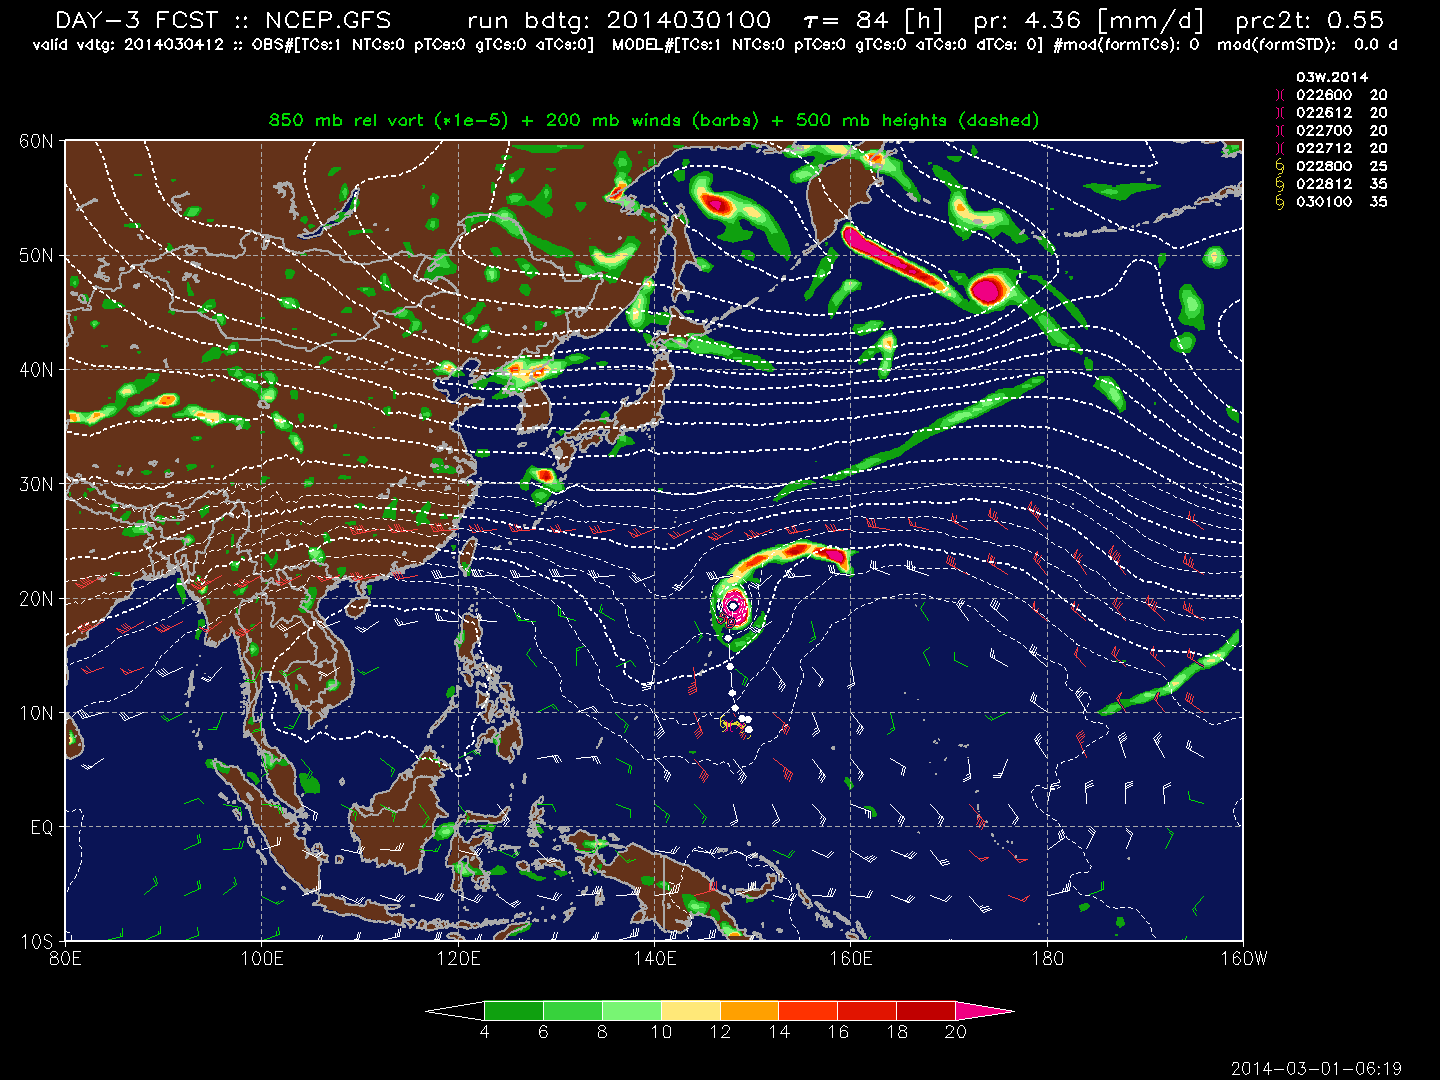 DAY-3 FCST :: NCEP.GFS run bdtg: 2014030100 τ= 84 [h] pr: 4.36 [mm/d] prc2t: 0.55
valid vdtg: 2014030412 :: OBS#[TCs:1 NTCs:0 pTCs:0 gTCs:0 aTCs:0] MODEL#[TCs:1 NTCs:0 pTCs:0 gTCs:0 aTCs:0 dTCs: 0] #mod(formTCs): 0 mod(formSTD): 0.0 d
03W.2014
022600 20
022612 20
022700 20
022712 20
022800 25
022812 35
030100 35
850 mb rel vort (*1e-5) + 200 mb winds (barbs) + 500 mb heights (dashed)
60N
50N
40N
30N
20N
10N
EQ
10S
80E 100E 120E 140E 160E 180 160W
4 6 8 10 12 14 16 18 20
2014-03-01-06:19